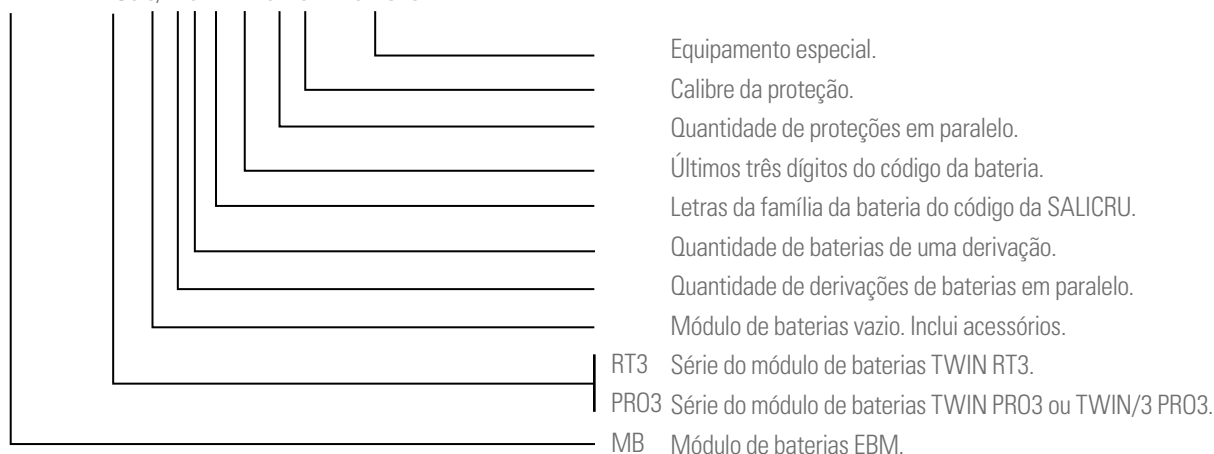 Equipamento especial.
Calibre da proteção.
Quantidade de proteções em paralelo.
Últimos três dígitos do código da bateria.
Letras da família da bateria do código da SALICRU.
Quantidade de baterias de uma derivação.
Quantidade de derivações de baterias em paralelo.
Módulo de baterias vazio. Inclui acessórios.
RT3 Série do módulo de baterias TWIN RT3.
PRO3 Série do módulo de baterias TWIN PRO3 ou TWIN/3 PRO3.
MB Módulo de baterias EBM.